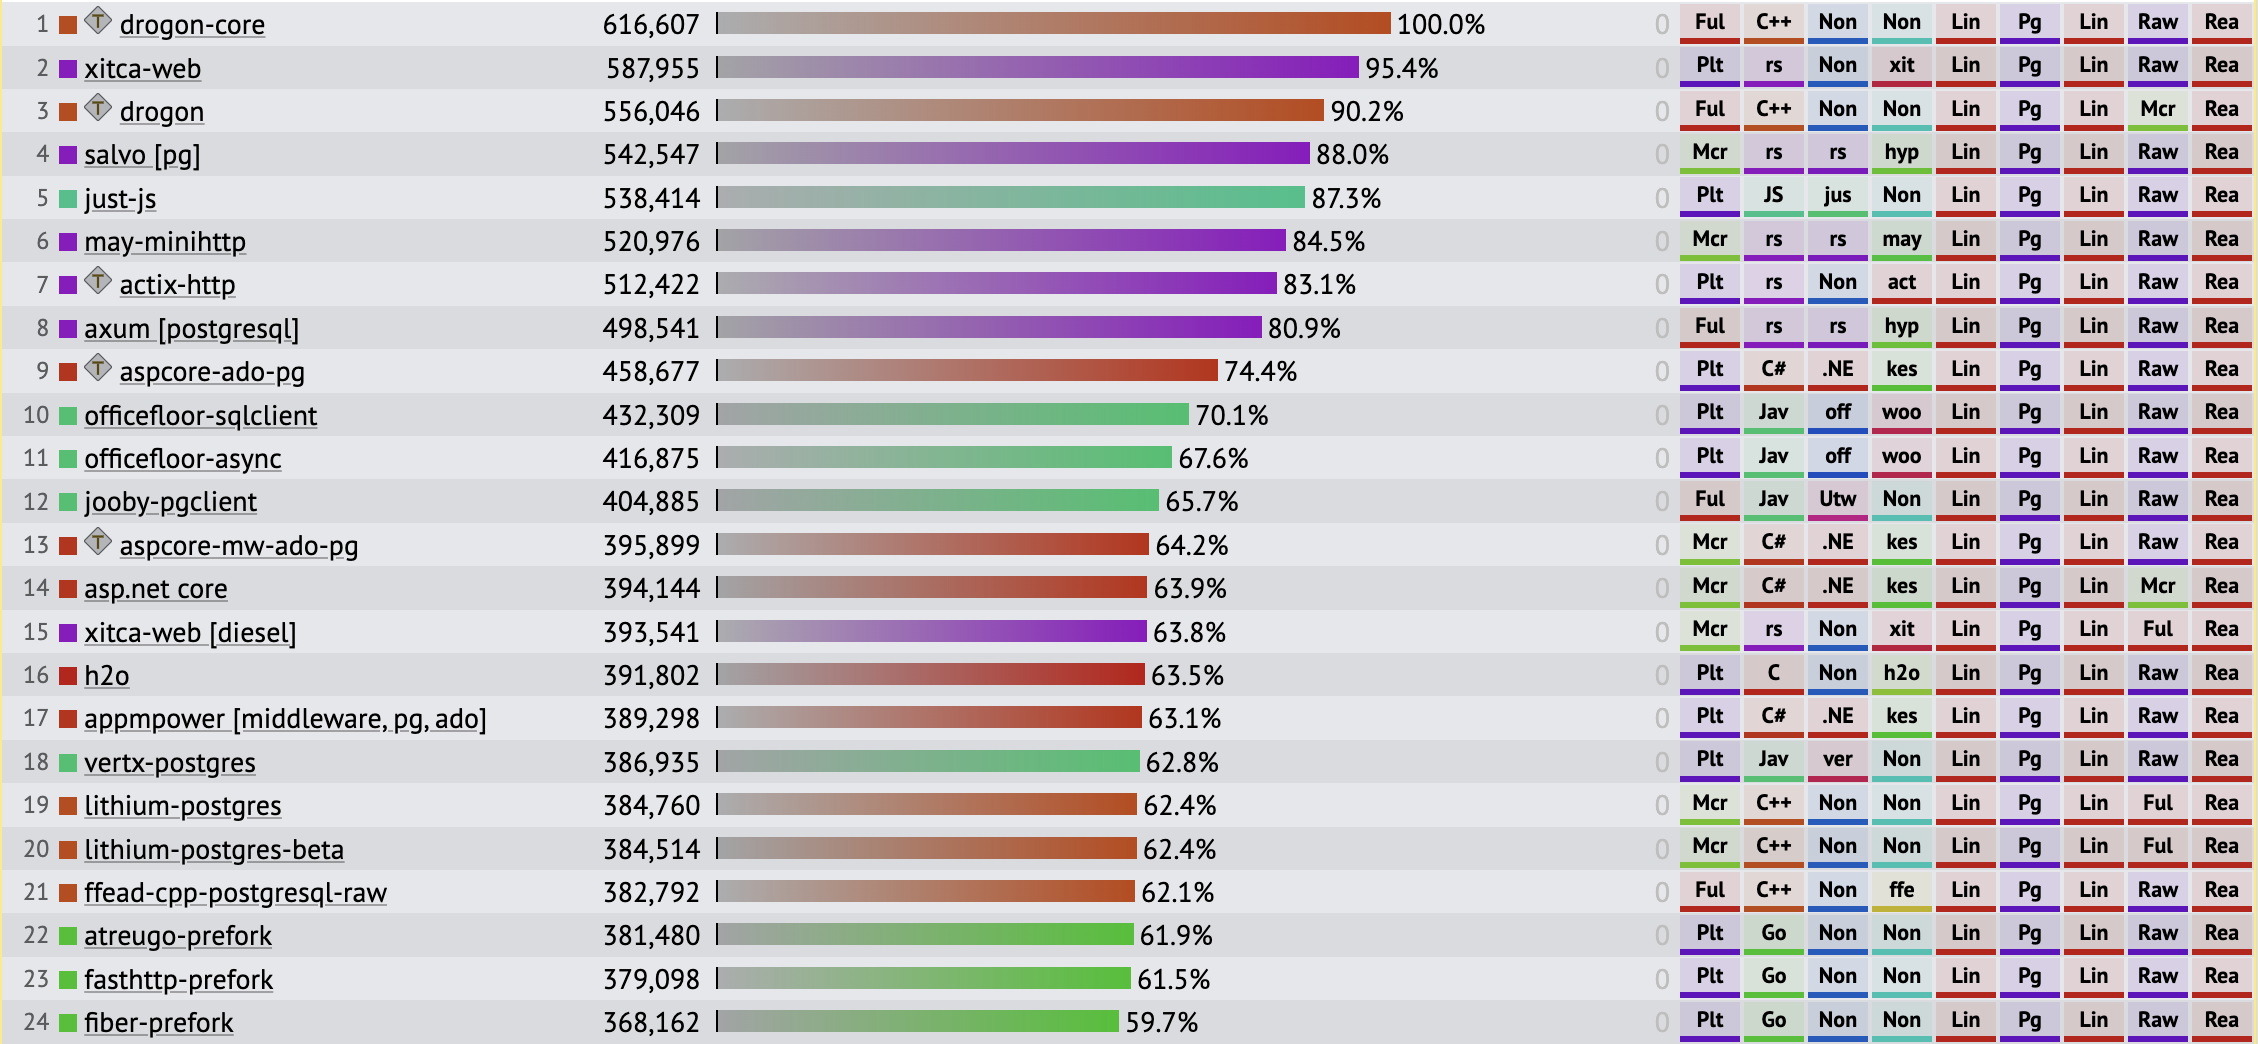 1 T drogon-core 616,607 100.0% 0 Ful C++ Non Non Lin Pg Lin Raw Rea
2 xitca-web 587,955 95.4% 0 Plt rs Non xit Lin Pg Lin Raw Rea
3 T drogon 556,046 90.2% 0 Ful C++ Non Non Lin Pg Lin Mcr Rea
4 salvo [pg] 542,547 88.0% 0 Mcr rs rs hyp Lin Pg Lin Raw Rea
5 just-js 538,414 87.3% 0 Plt JS jus Non Lin Pg Lin Raw Rea
6 may-minihttp 520,976 84.5% 0 Mcr rs rs may Lin Pg Lin Raw Rea
7 T actix-http 512,422 83.1% 0 Plt rs Non act Lin Pg Lin Raw Rea
8 axum [postgresql] 498,541 80.9% 0 Ful rs rs hyp Lin Pg Lin Raw Rea
9 T aspcore-ado-pg 458,677 74.4% 0 Plt C# .NE kes Lin Pg Lin Raw Rea
10 officefloor-sqlclient 432,309 70.1% 0 Plt Jav off woo Lin Pg Lin Raw Rea
11 officefloor-async 416,875 67.6% 0 Plt Jav off woo Lin Pg Lin Raw Rea
12 jooby-pgclient 404,885 65.7% 0 Ful Jav Utw Non Lin Pg Lin Raw Rea
13 T aspcore-mw-ado-pg 395,899 64.2% 0 Mcr C# .NE kes Lin Pg Lin Raw Rea
14 asp.net core 394,144 63.9% 0 Mcr C# .NE kes Lin Pg Lin Mcr Rea
15 xitca-web [diesel] 393,541 63.8% 0 Mcr rs Non xit Lin Pg Lin Ful Rea
16 h2o 391,802 63.5% 0 Plt C Non h2o Lin Pg Lin Raw Rea
17 appmpower [middleware, pg, ado] 389,298 63.1% 0 Plt C# .NE kes Lin Pg Lin Raw Rea
18 vertx-postgres 386,935 62.8% 0 Plt Jav ver Non Lin Pg Lin Raw Rea
19 lithium-postgres 384,760 62.4% 0 Mcr C++ Non Non Lin Pg Lin Ful Rea
20 lithium-postgres-beta 384,514 62.4% 0 Mcr C++ Non Non Lin Pg Lin Ful Rea
21 ffead-cpp-postgresql-raw 382,792 62.1% 0 Ful C++ Non ffe Lin Pg Lin Raw Rea
22 atreugo-prefork 381,480 61.9% 0 Plt Go Non Non Lin Pg Lin Raw Rea
23 fasthttp-prefork 379,098 61.5% 0 Plt Go Non Non Lin Pg Lin Raw Rea
24 fiber-prefork 368,162 59.7% 0 Plt Go Non Non Lin Pg Lin Raw Rea